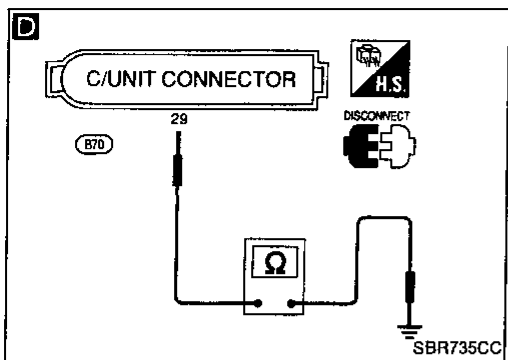 D
C/UNIT CONNECTOR
H.S.
29
DISCONNECT
B70
Ω
SBR735CC